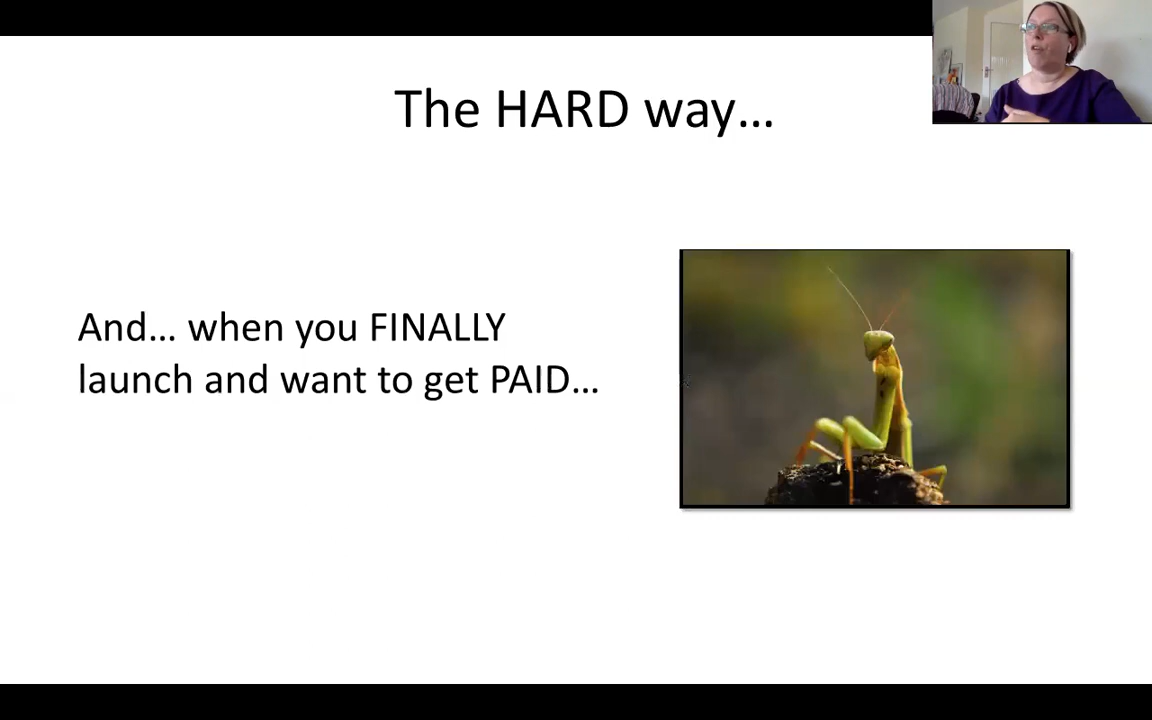 The HARD way…
And… when you FINALLY
launch and want to get PAID…